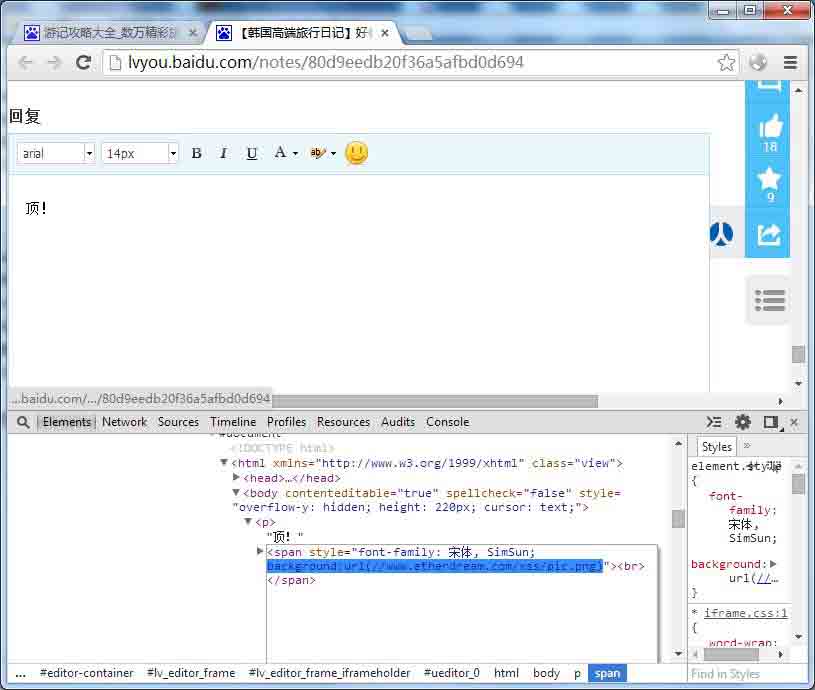 游记攻略大全_数万精彩旅
【韩国高端旅行日记】好
lvyou.baidu.com/notes/80d9eedb20f36a5afbd0d694
回复
arial 14px B I U A ab
18
顶!
9
...baidu.com/.../80d9eedb20f36a5afbd0d694
Elements Network Sources Timeline Profiles Resources Audits Console
#document
<!DOCTYPE html>
<html xmlns="http://www.w3.org/1999/xhtml" class="view">
<head>…</head>
<body contenteditable="true" spellcheck="false" style=
"overflow-y: hidden; height: 220px; cursor: text;">
<p>
"顶! "
<span style="font-family: 宋体, SimSun;
background:url(//www.etherdream.com/xss/pic.png)"><br>
</span>
Styles »
element.style
{
font-
family:
宋体,
SimSun;
background:
url(//…
}
* iframe.css:1
{
word-wrap:
... #editor-container #lv_editor_frame #lv_editor_frame_iframeholder #ueditor_0 html body p span
Find in Styles